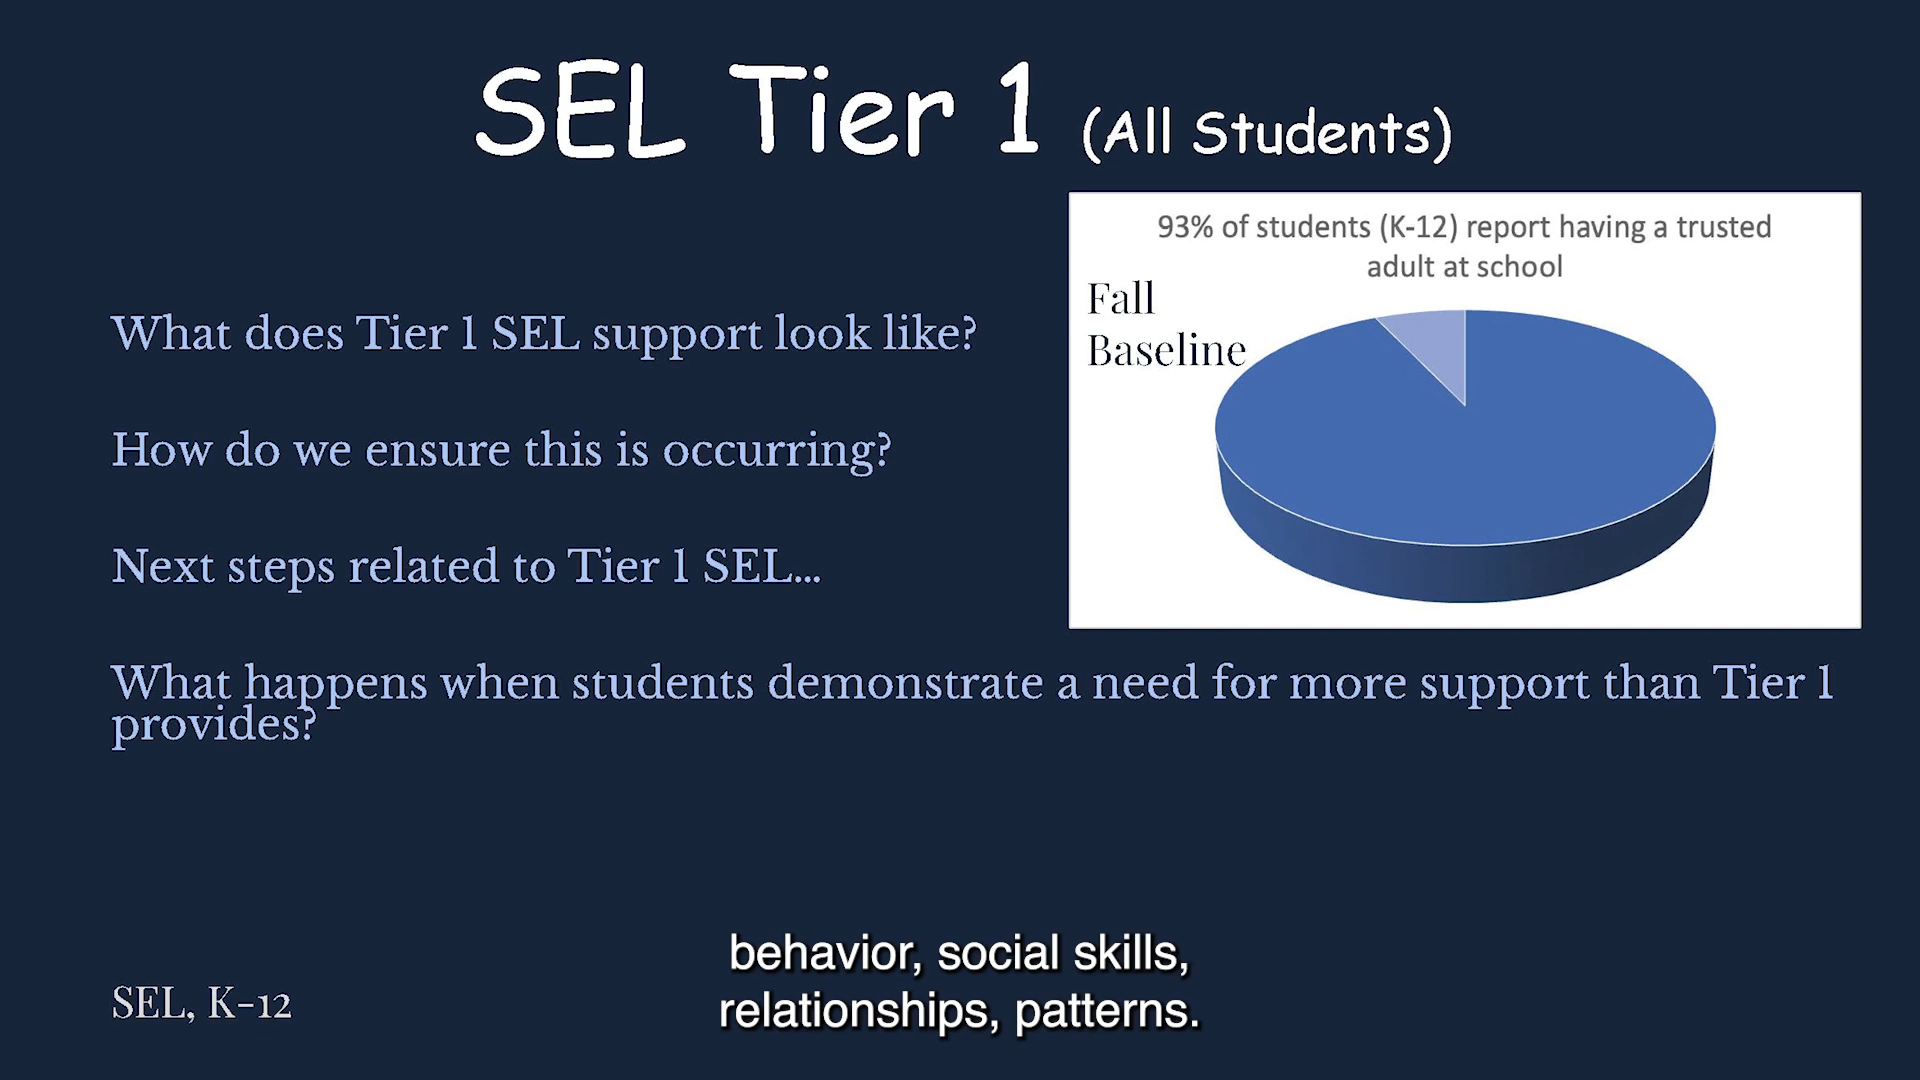 SEL Tier 1 (All Students)
93% of students (K-12) report having a trusted
adult at school
Fall
Baseline
What does Tier 1 SEL support look like?
How do we ensure this is occurring?
Next steps related to Tier 1 SEL...
What happens when students demonstrate a need for more support than Tier 1
provides?
behavior, social skills,
relationships, patterns.
SEL, K-12